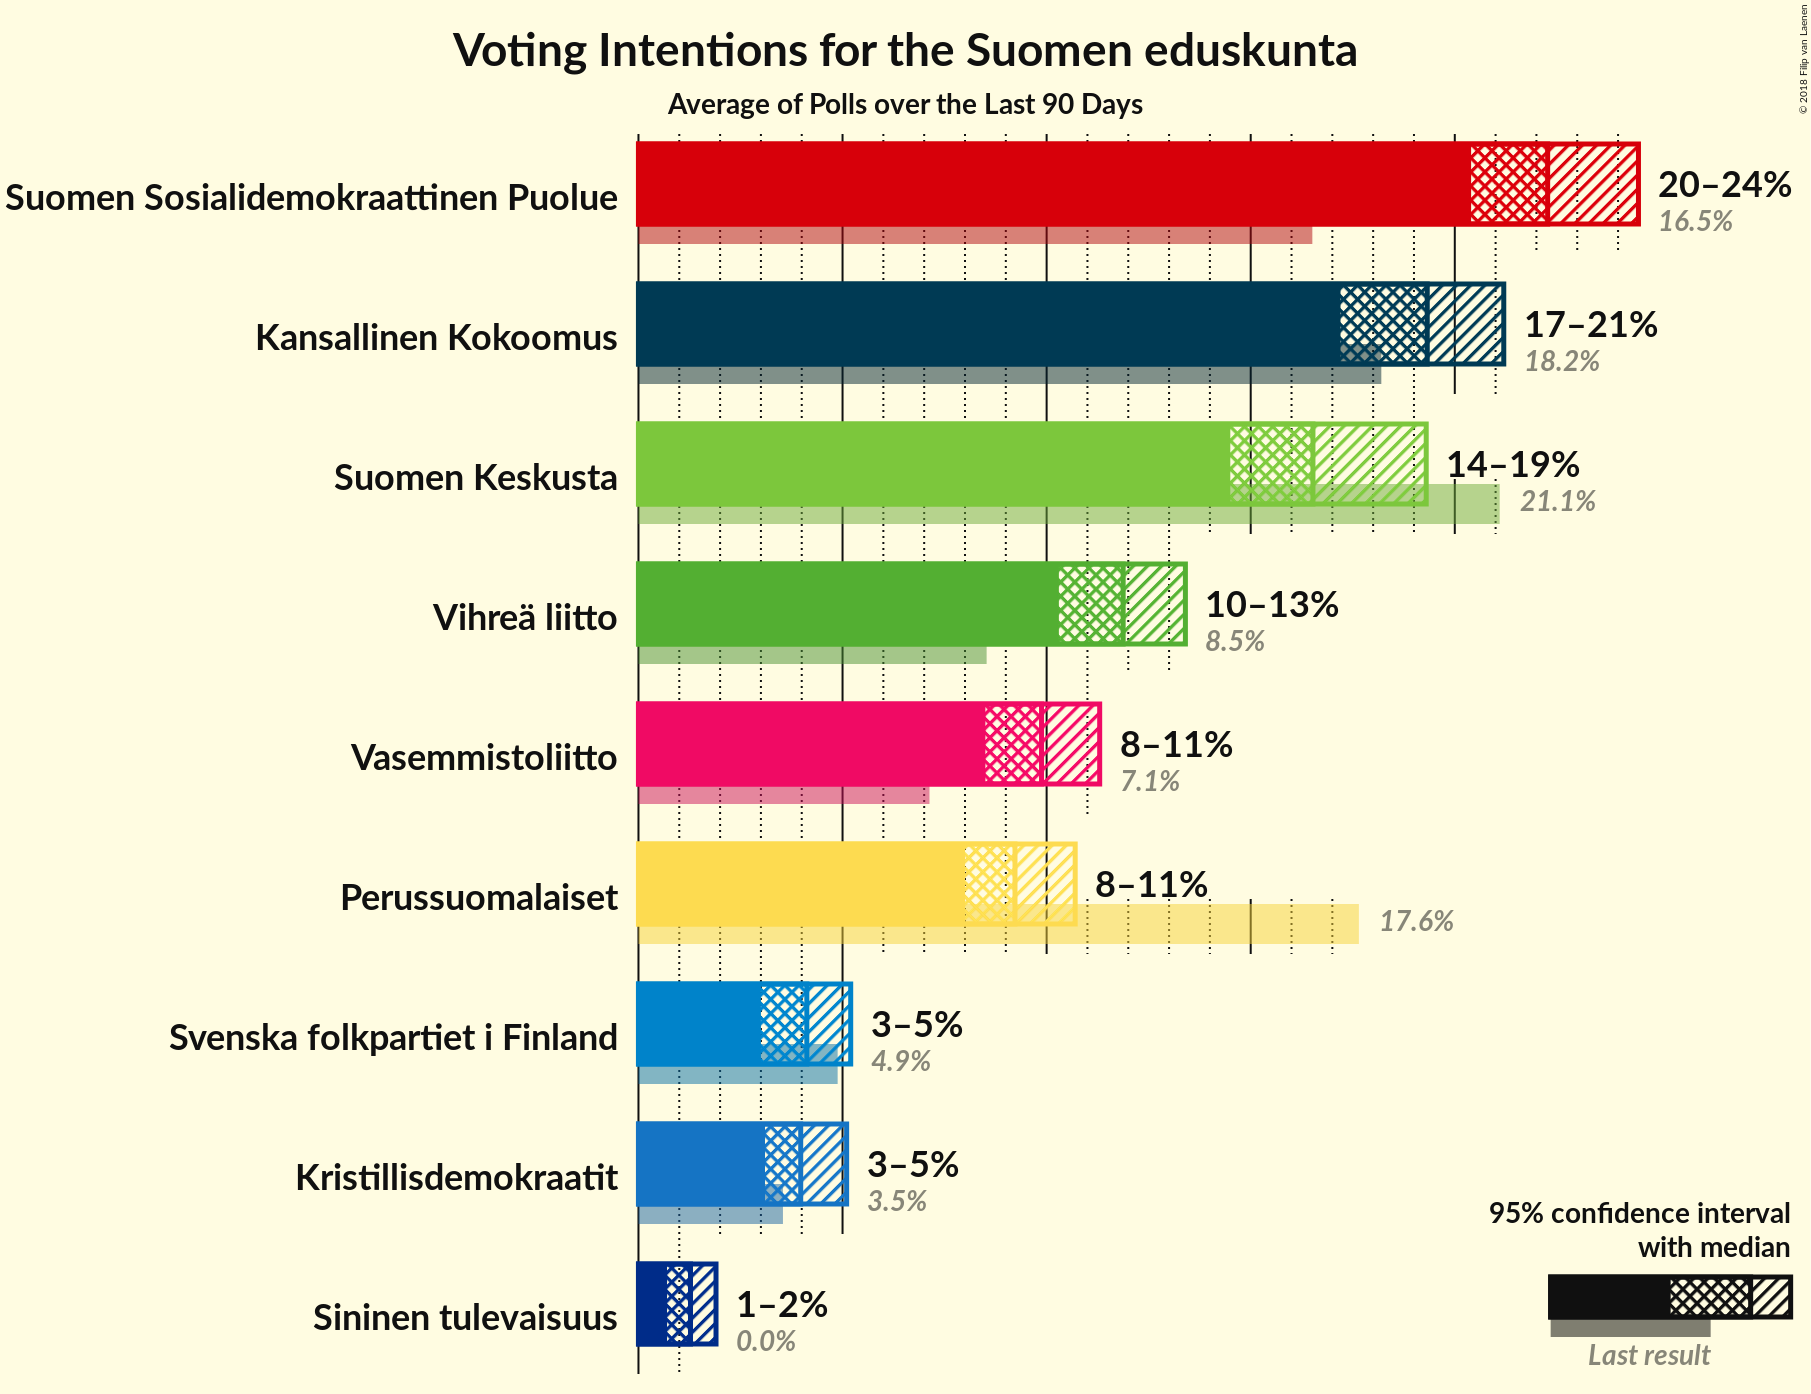 Voting Intentions for the Suomen eduskunta
Average of Polls over the Last 90 Days
© 2018 Filip van Laenen
Suomen Sosialidemokraattinen Puolue
20–24%
16.5%
Kansallinen Kokoomus
17–21%
18.2%
Suomen Keskusta
14–19%
21.1%
Vihreä liitto
10–13%
8.5%
Vasemmistoliitto
8–11%
7.1%
Perussuomalaiset
8–11%
17.6%
Svenska folkpartiet i Finland
3–5%
4.9%
Kristillisdemokraatit
3–5%
3.5%
Sininen tulevaisuus
1–2%
0.0%
95% confidence interval
with median
Last result